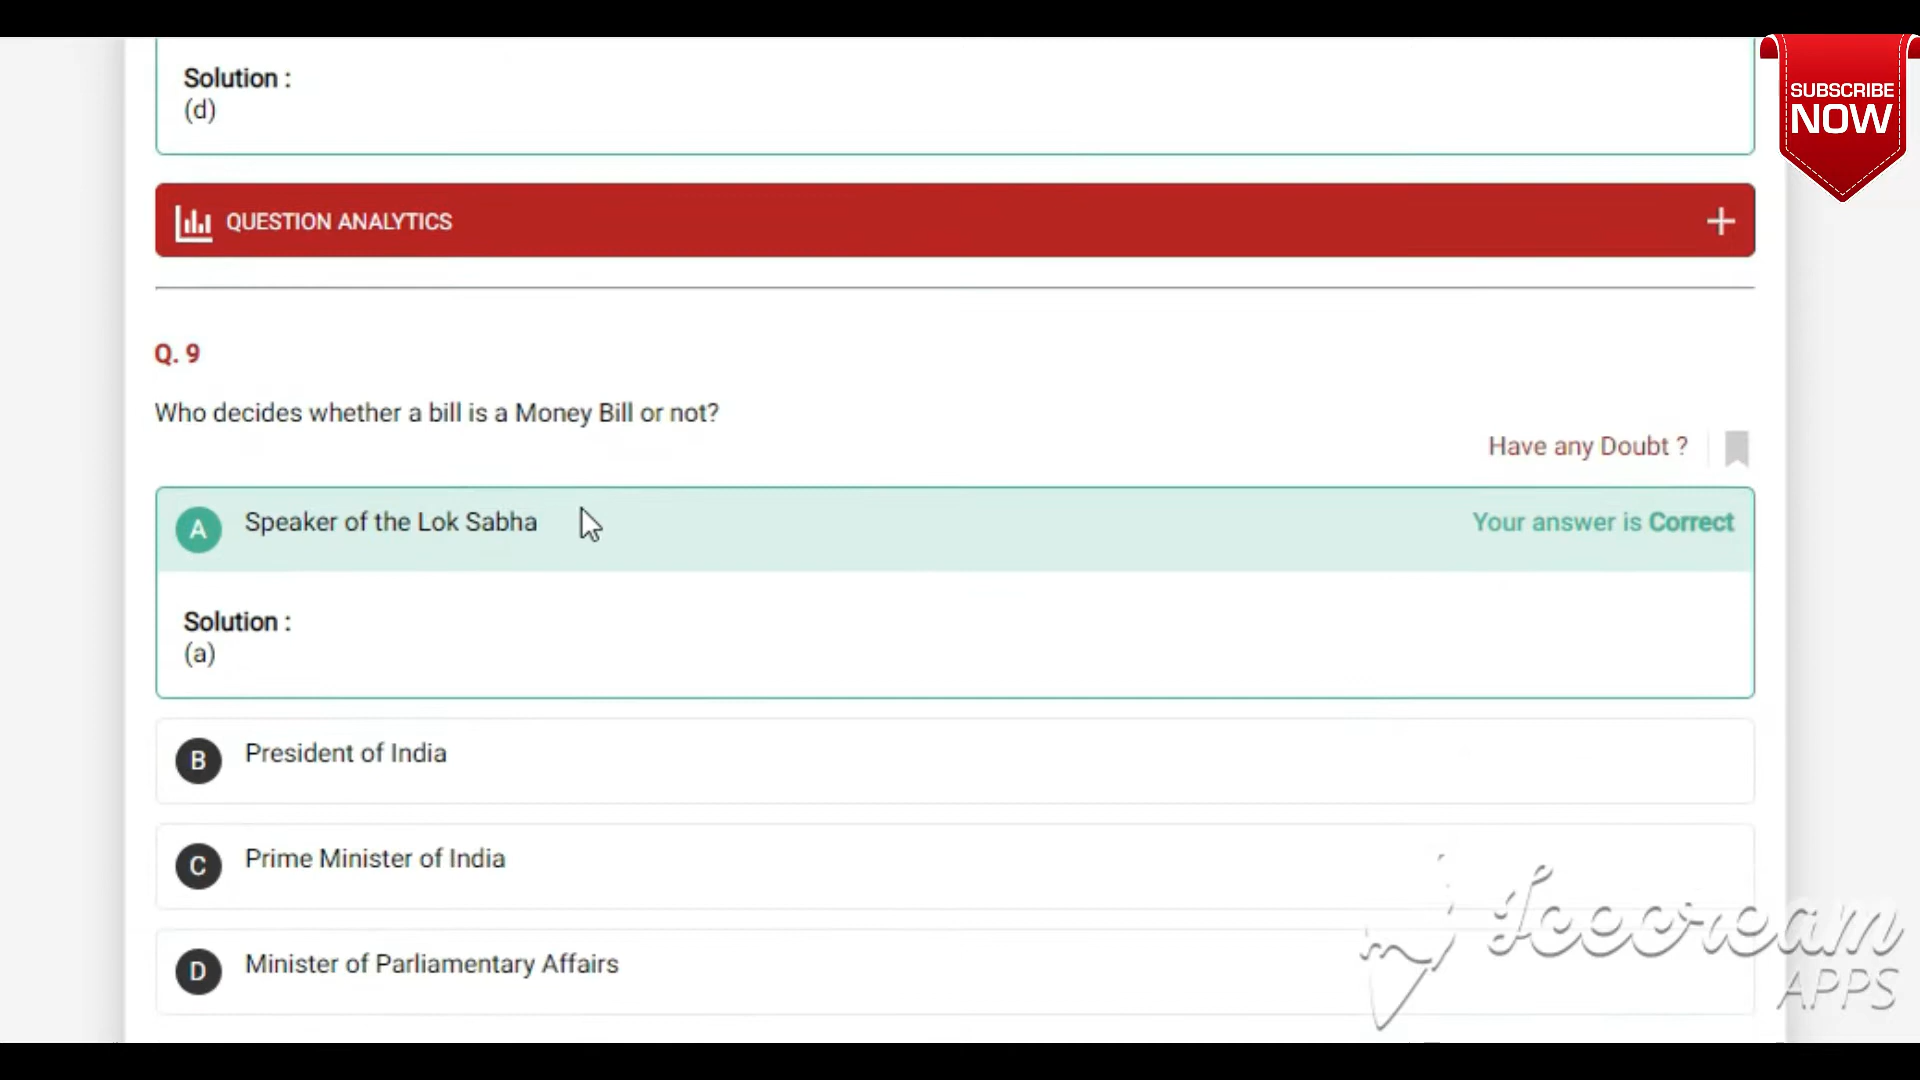 Solution :
(d)
SUBSCRIBE
NOW
QUESTION ANALYTICS
Q. 9
Who decides whether a bill is a Money Bill or not?
Have any Doubt ?
A Speaker of the Lok Sabha
Your answer is Correct
Solution :
(a)
B President of India
C Prime Minister of India
D Minister of Parliamentary Affairs
Icecream
APPS